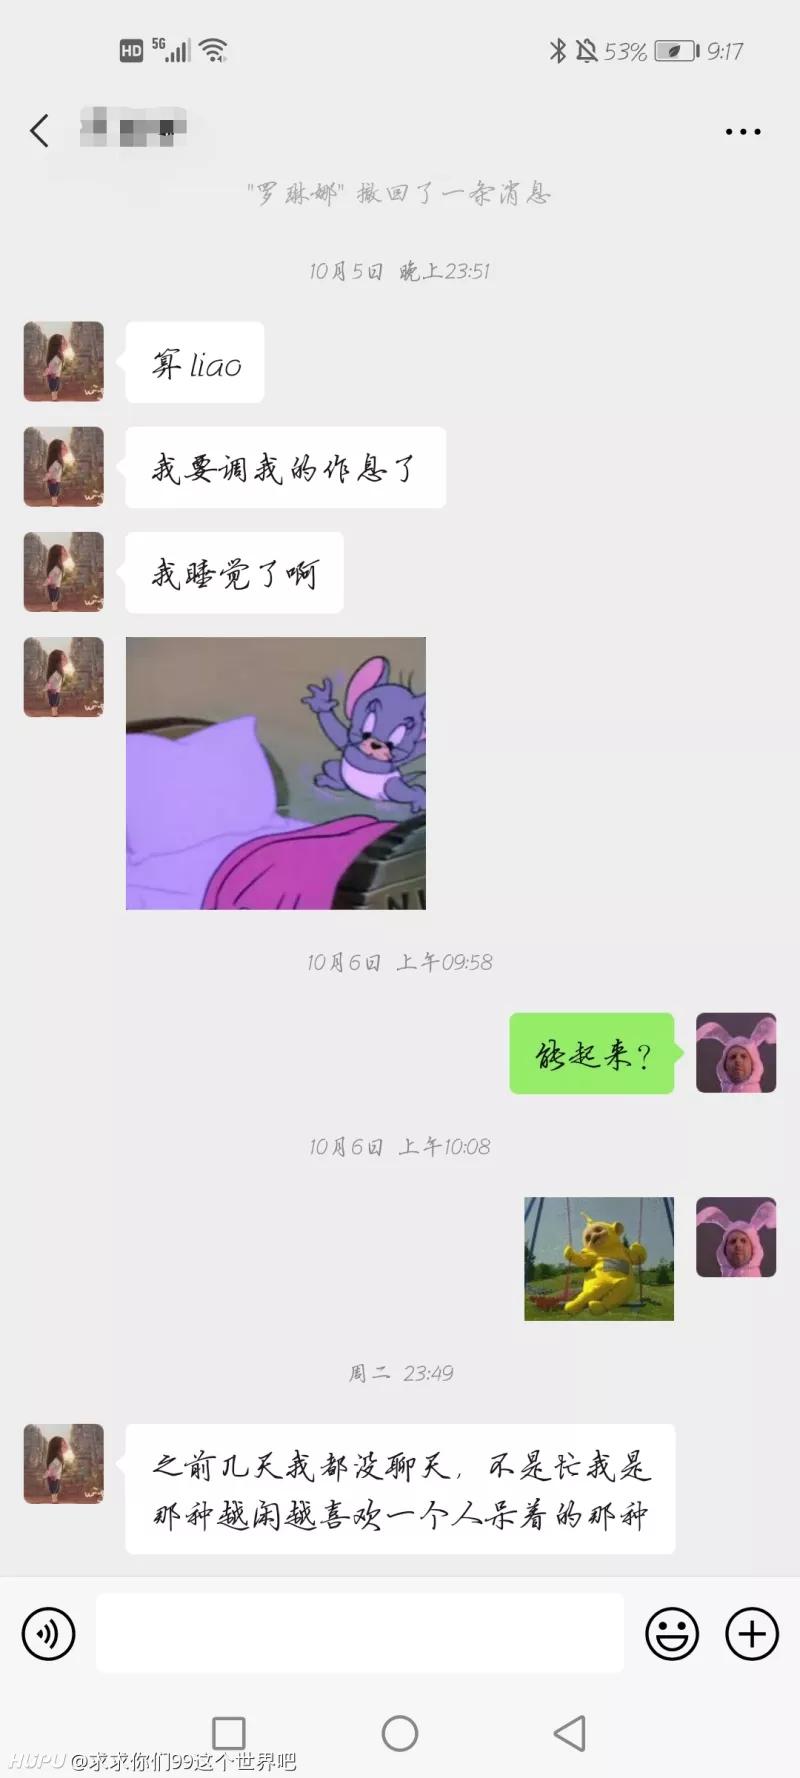 HD 5G 53% 9:17
"罗琳娜" 撤回了一条消息
10月5日 晚上23:51
算liao
我要调我的作息了
我睡觉了啊
10月6日 上午09:58
能起来?
10月6日 上午10:08
周二 23:49
之前几天我都没聊天，不是忙我是
那种越闲越喜欢一个人呆着的那种
HUPU @求求你们99这个世界吧